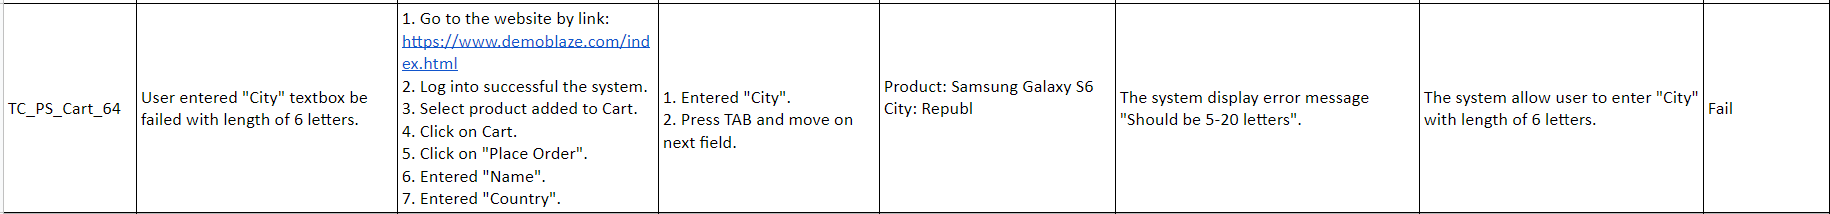 TC_PS_Cart_64
User entered "City" textbox be
failed with length of 6 letters.
1. Go to the website by link:
https://www.demoblaze.com/ind
ex.html
2. Log into successful the system.
3. Select product added to Cart.
4. Click on Cart.
5. Click on "Place Order".
6. Entered "Name".
7. Entered "Country".
1. Entered "City".
2. Press TAB and move on
next field.
Product: Samsung Galaxy S6
City: Republ
The system display error message
"Should be 5-20 letters".
The system allow user to enter "City"
with length of 6 letters.
Fail